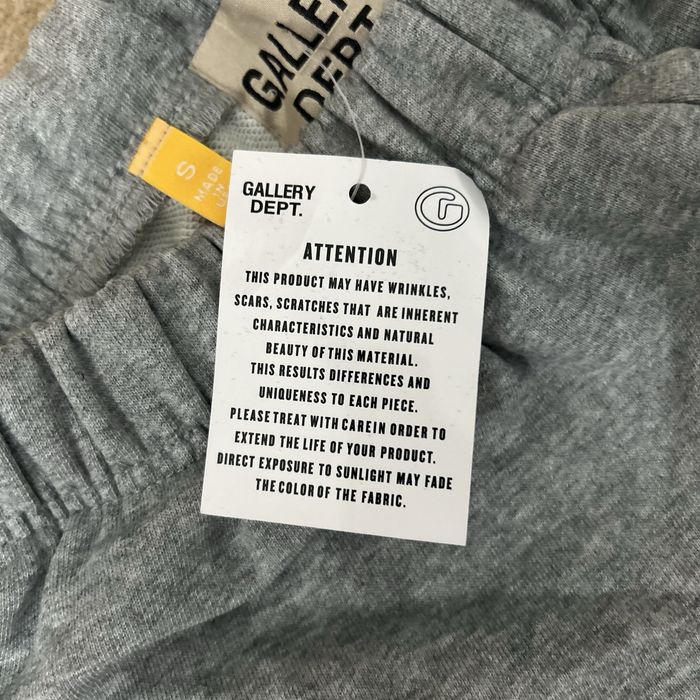 GALLER
DEPT
S
MADE
IN
GALLERY
DEPT.
G
ATTENTION
THIS PRODUCT MAY HAVE WRINKLES,
SCARS, SCRATCHES THAT ARE INHERENT
CHARACTERISTICS AND NATURAL
BEAUTY OF THIS MATERIAL.
THIS RESULTS DIFFERENCES AND
UNIQUENESS TO EACH PIECE.
PLEASE TREAT WITH CAREIN ORDER TO
EXTEND THE LIFE OF YOUR PRODUCT.
DIRECT EXPOSURE TO SUNLIGHT MAY FADE
THE COLOR OF THE FABRIC.